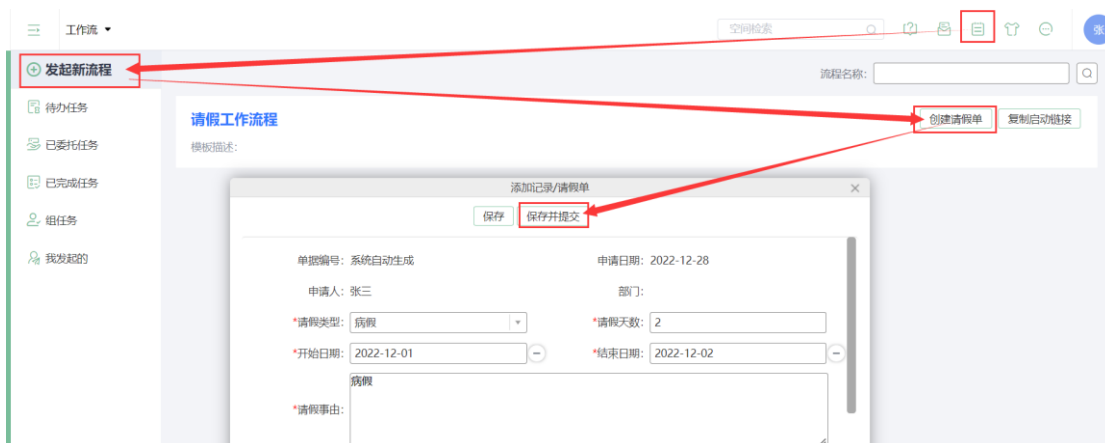 工作流
空间检索
张
发起新流程
流程名称:
待办任务
请假工作流程
创建请假单
复制启动链接
模板描述:
已委托任务
已完成任务
组任务
我发起的
添加记录/请假单
保存
保存并提交
单据编号: 系统自动生成
申请日期: 2022-12-28
申请人: 张三
部门:
*请假类型: 病假
*请假天数: 2
*开始日期: 2022-12-01
*结束日期: 2022-12-02
病假
*请假事由: